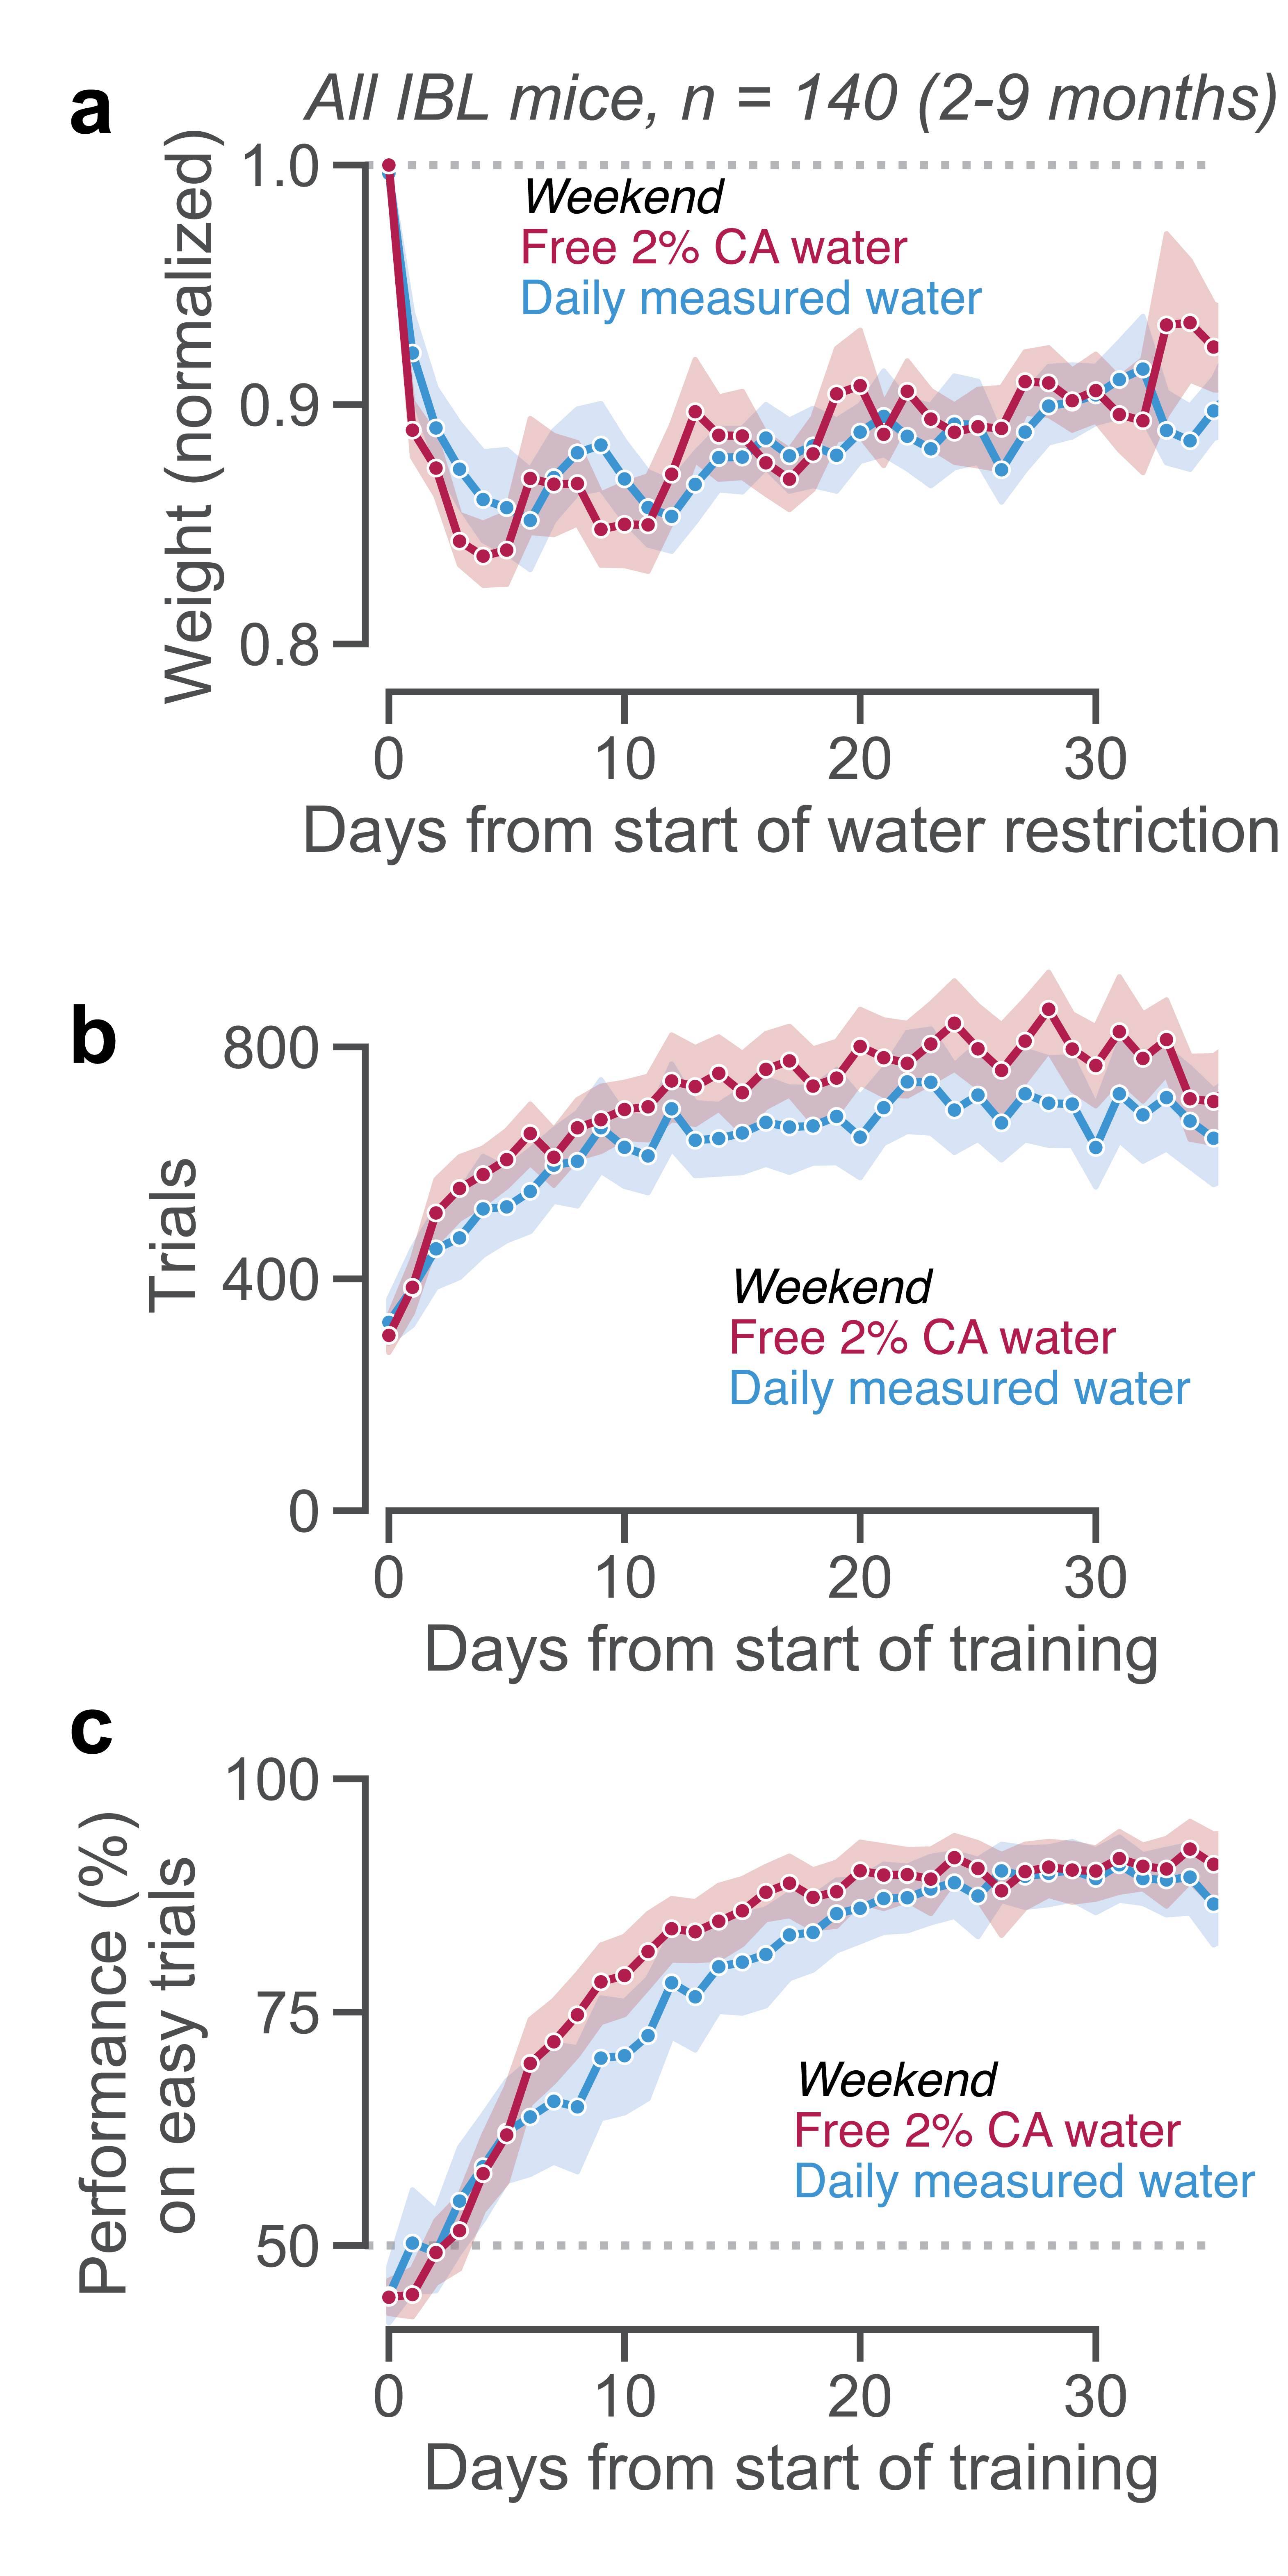 a
All IBL mice, n = 140 (2-9 months)
Weight (normalized)
1.0
0.9
0.8
Weekend
Free 2% CA water
Daily measured water
0 10 20 30
Days from start of water restriction
b
Trials
800
400
0
Weekend
Free 2% CA water
Daily measured water
0 10 20 30
Days from start of training
c
Performance (%)
on easy trials
100
75
50
Weekend
Free 2% CA water
Daily measured water
0 10 20 30
Days from start of training